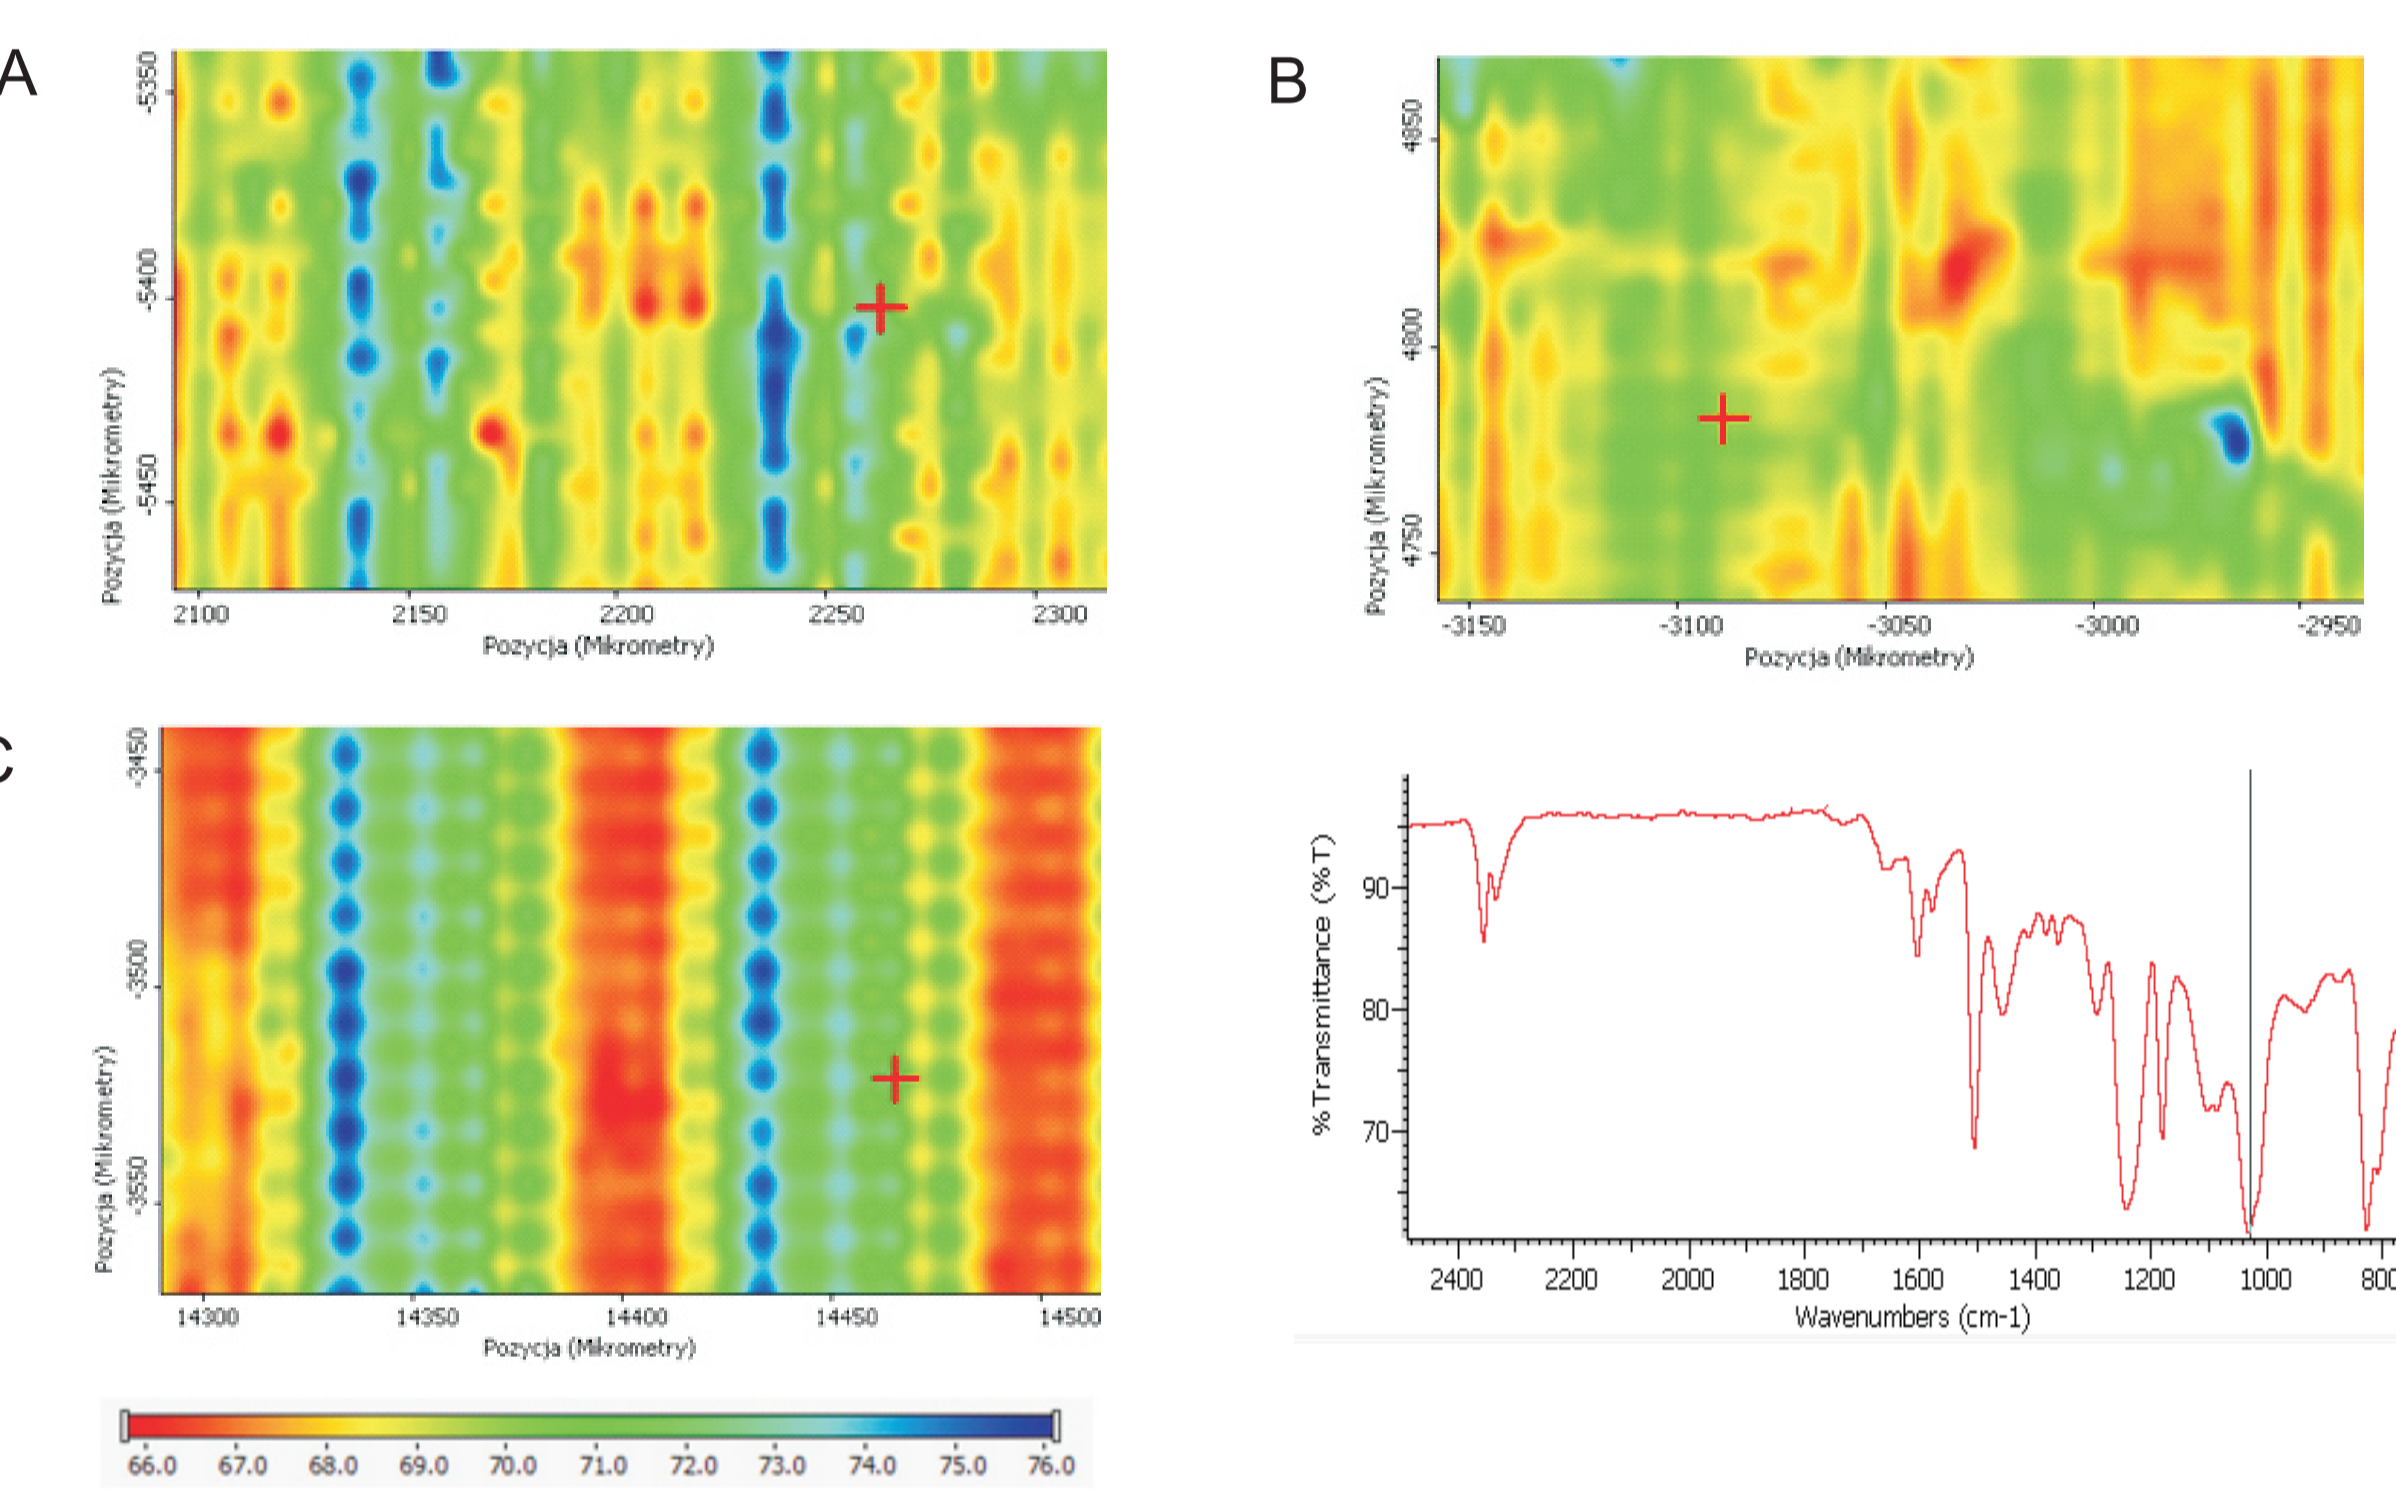 A
-5350
-5400
-5450
Pozycja (Mikrometry)
2100 2150 2200 2250 2300
Pozycja (Mikrometry)
B
4850
4800
4750
Pozycja (Mikrometry)
-3150 -3100 -3050 -3000 -2950
Pozycja (Mikrometry)
C
-3450
-3500
-3550
Pozycja (Mikrometry)
14300 14350 14400 14450 14500
Pozycja (Mikrometry)
66.0 67.0 68.0 69.0 70.0 71.0 72.0 73.0 74.0 75.0 76.0
90
80
70
%Transmittance (%T)
2400 2200 2000 1800 1600 1400 1200 1000 800
Wavenumbers (cm-1)